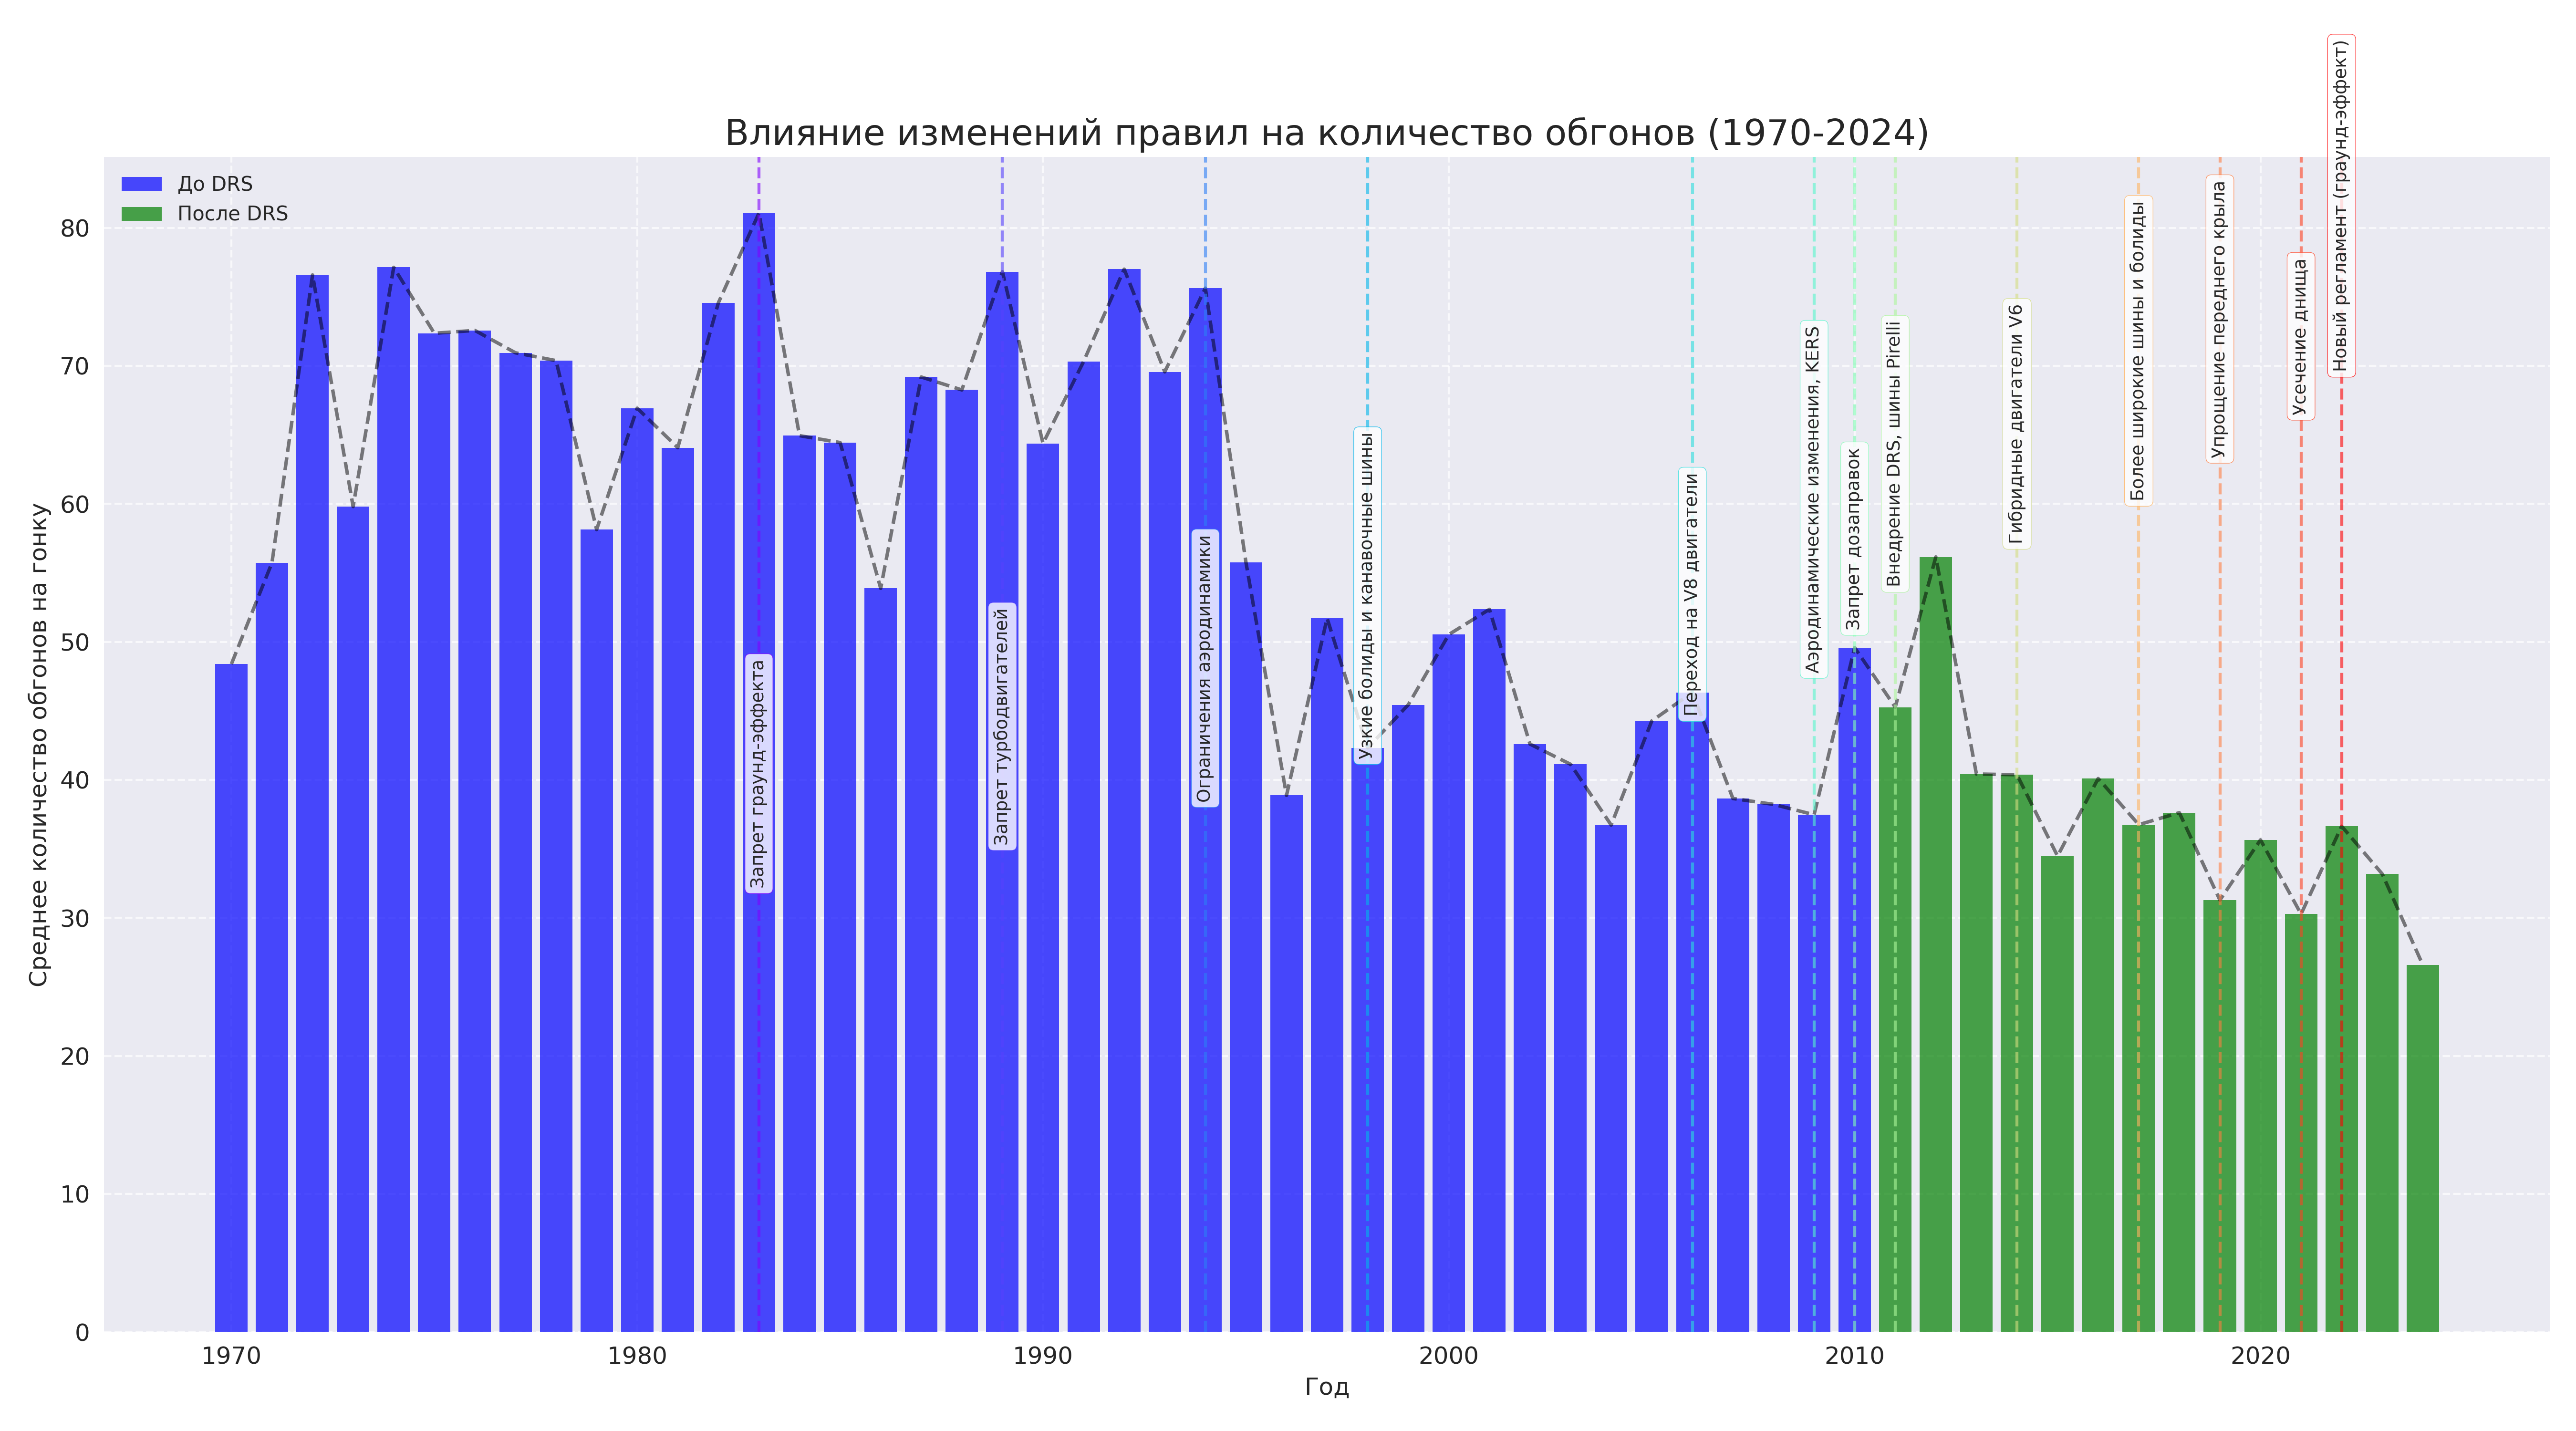 Влияние изменений правил на количество обгонов (1970-2024)
До DRS
После DRS
Среднее количество обгонов на гонку
80
70
60
50
40
30
20
10
0
Запрет граунд-эффекта
Запрет турбодвигателей
Ограничения аэродинамики
Узкие болиды и канавочные шины
Переход на V8 двигатели
Аэродинамические изменения, KERS
Запрет дозаправок
Внедрение DRS, шины Pirelli
Гибридные двигатели V6
Более широкие шины и болиды
Упрощение переднего крыла
Усечение днища
Новый регламент (граунд-эффект)
1970
1980
1990
2000
2010
2020
Год